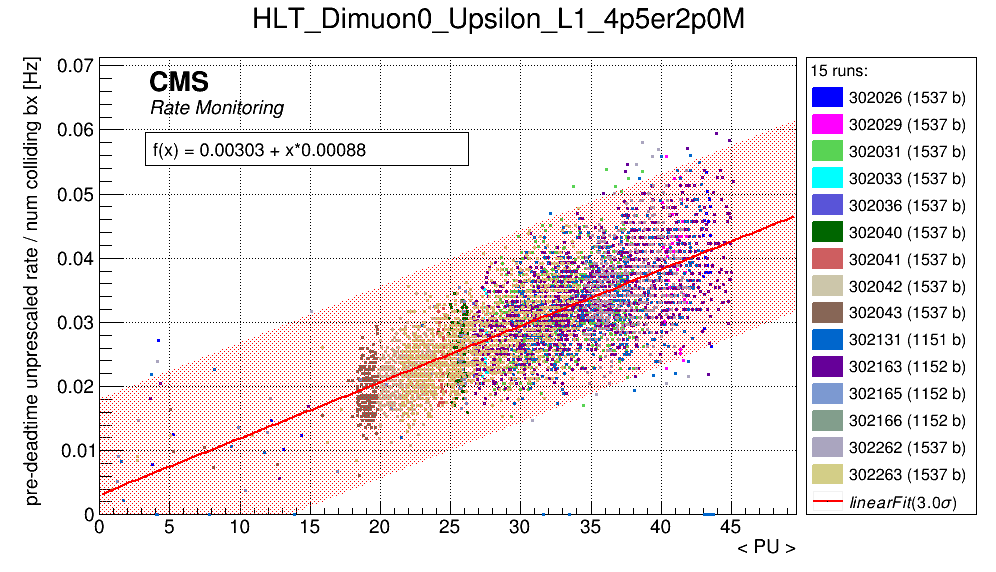 HLT_Dimuon0_Upsilon_L1_4p5er2p0M
pre-deadtime unprescaled rate / num colliding bx [Hz]
0.07
0.06
0.05
0.04
0.03
0.02
0.01
0
CMS
Rate Monitoring
f(x) = 0.00303 + x*0.00088
0 5 10 15 20 25 30 35 40 45
< PU >
15 runs:
302026 (1537 b)
302029 (1537 b)
302031 (1537 b)
302033 (1537 b)
302036 (1537 b)
302040 (1537 b)
302041 (1537 b)
302042 (1537 b)
302043 (1537 b)
302131 (1151 b)
302163 (1152 b)
302165 (1152 b)
302166 (1152 b)
302262 (1537 b)
302263 (1537 b)
linearFit(3.0σ)